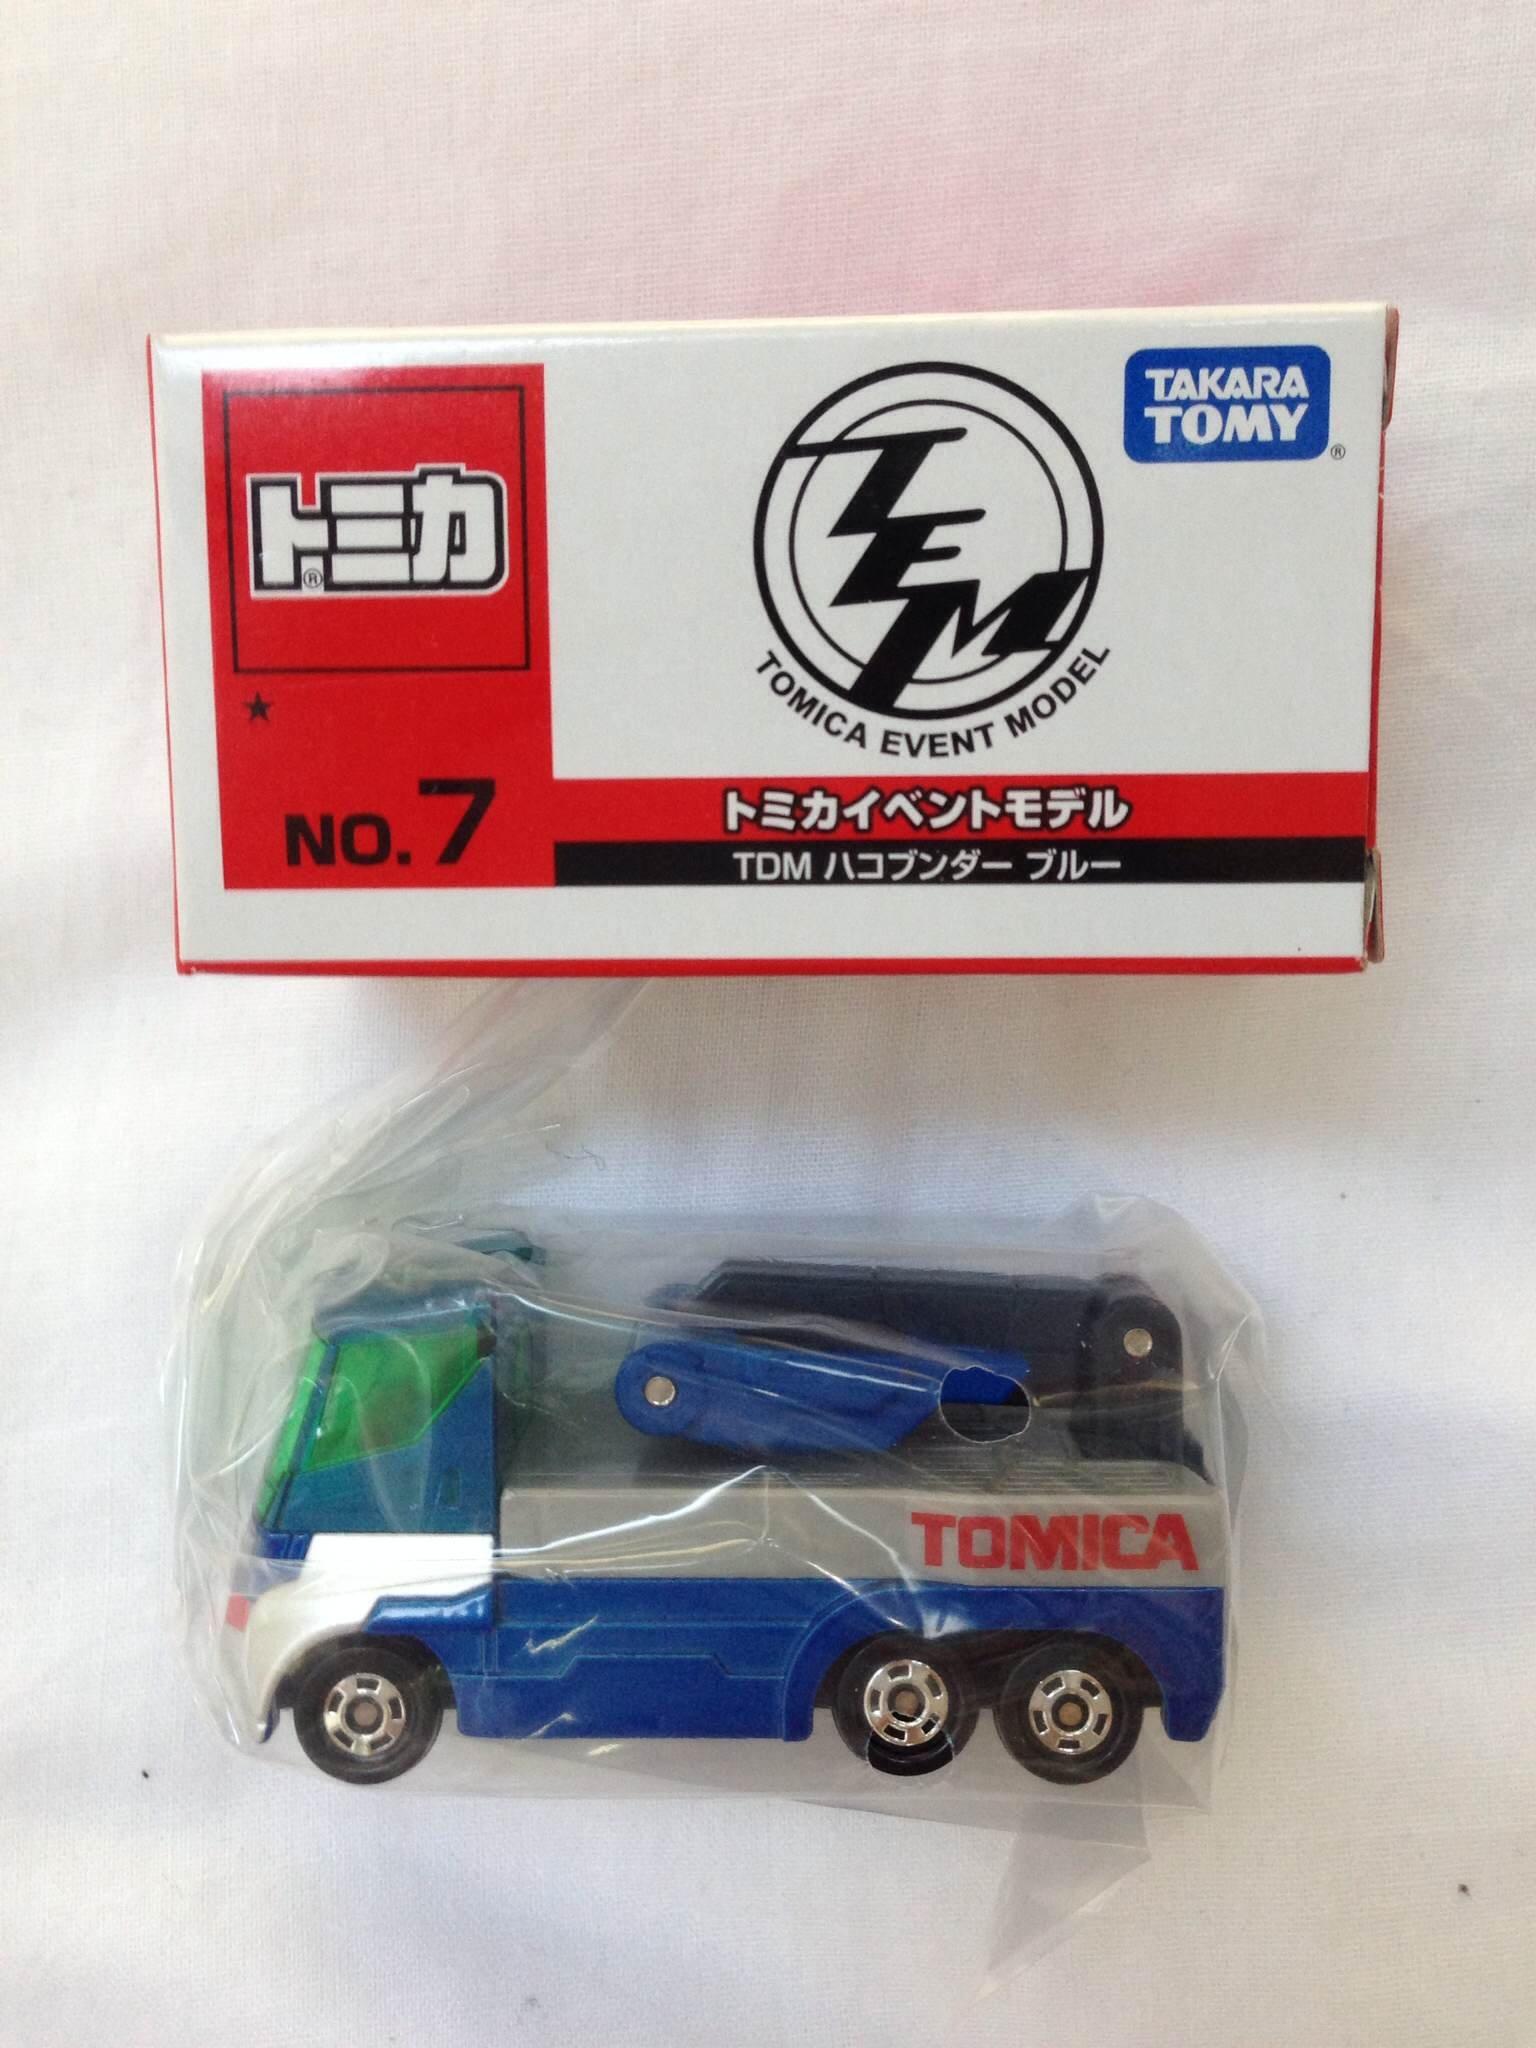 トミカ®
NO.7
TEM
TOMICA EVENT MODEL
TAKARA
TOMY®
トミカイベントモデル
TDM ハコブンダー ブルー
TOMICA